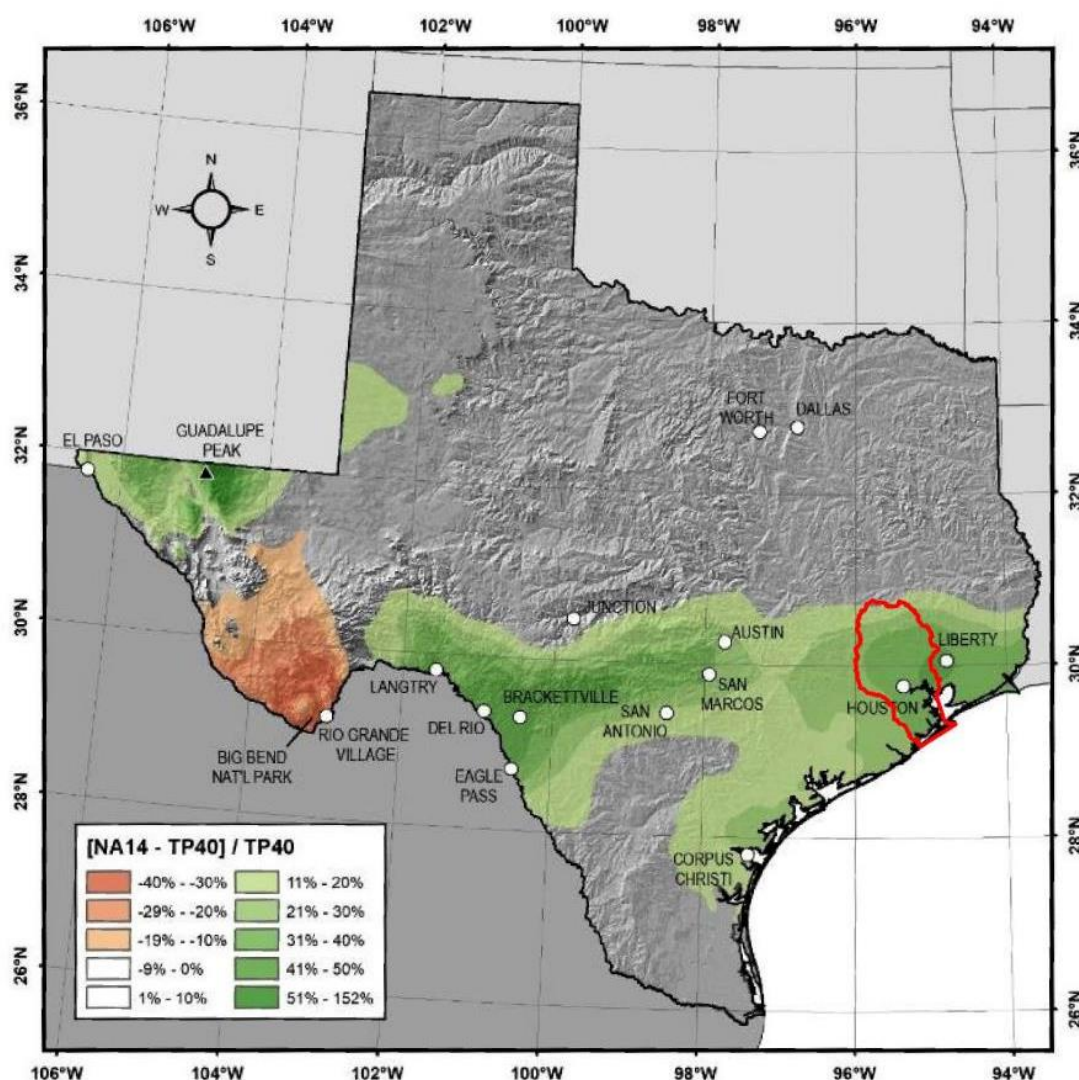 106°W 104°W 102°W 100°W 98°W 96°W 94°W
36°N
36°N
N
W E
S
34°N
34°N
FORT
WORTH
DALLAS
GUADALUPE
PEAK
EL PASO
32°N
32°N
30°N
30°N
JUNCTION
AUSTIN
LIBERTY
LANGTRY
BRACKETTVILLE
SAN
MARCOS
HOUSTON
DEL RIO
SAN
ANTONIO
RIO GRANDE
VILLAGE
BIG BEND
NAT'L PARK
EAGLE
PASS
28°N
28°N
CORPUS
CHRISTI
[NA14 - TP40] / TP40
-40% - -30% 11% - 20%
-29% - -20% 21% - 30%
-19% - -10% 31% - 40%
-9% - 0% 41% - 50%
1% - 10% 51% - 152%
26°N
26°N
106°W 104°W 102°W 100°W 98°W 96°W 94°W